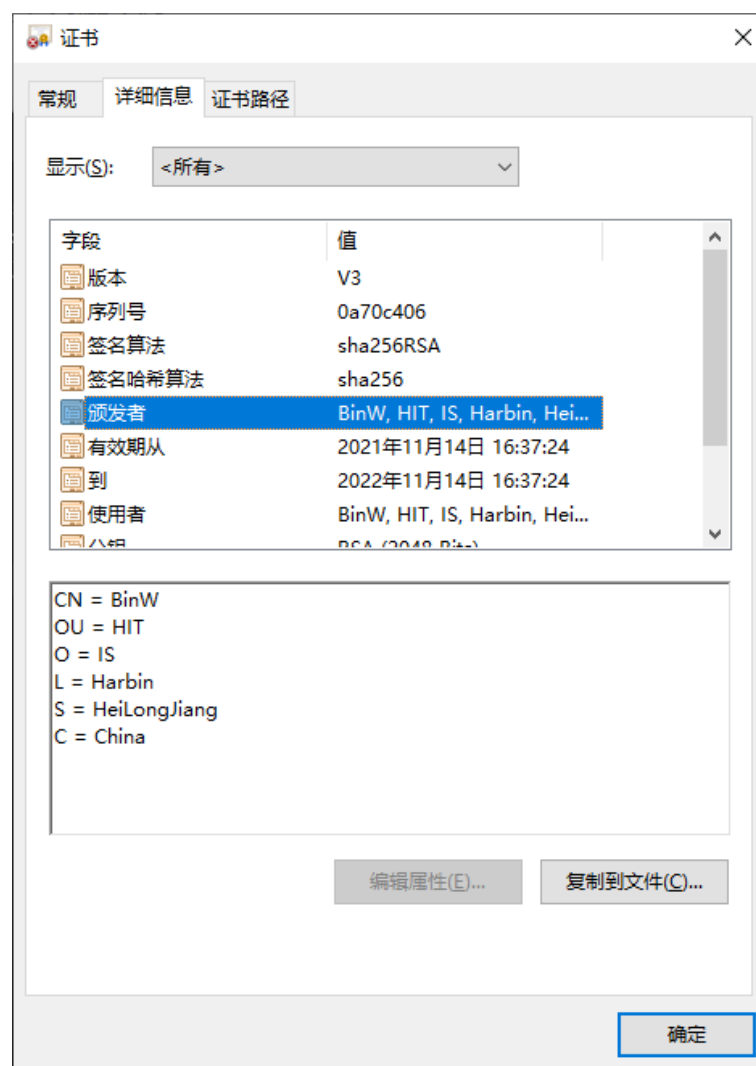 证书
常规 详细信息 证书路径
显示(S): <所有>
字段 值
版本 V3
序列号 0a70c406
签名算法 sha256RSA
签名哈希算法 sha256
颁发者 BinW, HIT, IS, Harbin, Hei...
有效期从 2021年11月14日 16:37:24
到 2022年11月14日 16:37:24
使用者 BinW, HIT, IS, Harbin, Hei...
公钥 RSA (2048 Bits)
CN = BinW
OU = HIT
O = IS
L = Harbin
S = HeiLongJiang
C = China
编辑属性(E)... 复制到文件(C)...
确定